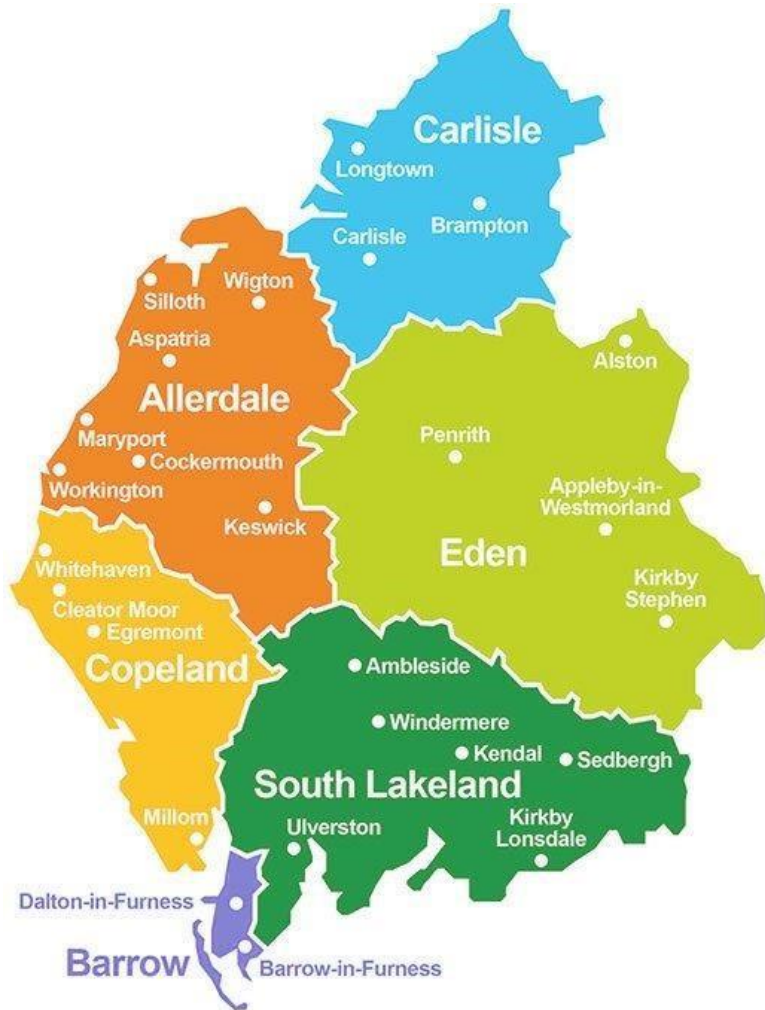 Carlisle
Longtown
Brampton
Carlisle
Wigton
Silloth
Aspatria
Allerdale
Maryport
Cockermouth
Workington
Keswick
Alston
Penrith
Appleby-in-
Westmorland
Eden
Kirkby
Stephen
Whitehaven
Cleator Moor
Egremont
Copeland
Millom
Ambleside
Windermere
Kendal
Sedbergh
South Lakeland
Ulverston
Kirkby
Lonsdale
Dalton-in-Furness
Barrow
Barrow-in-Furness